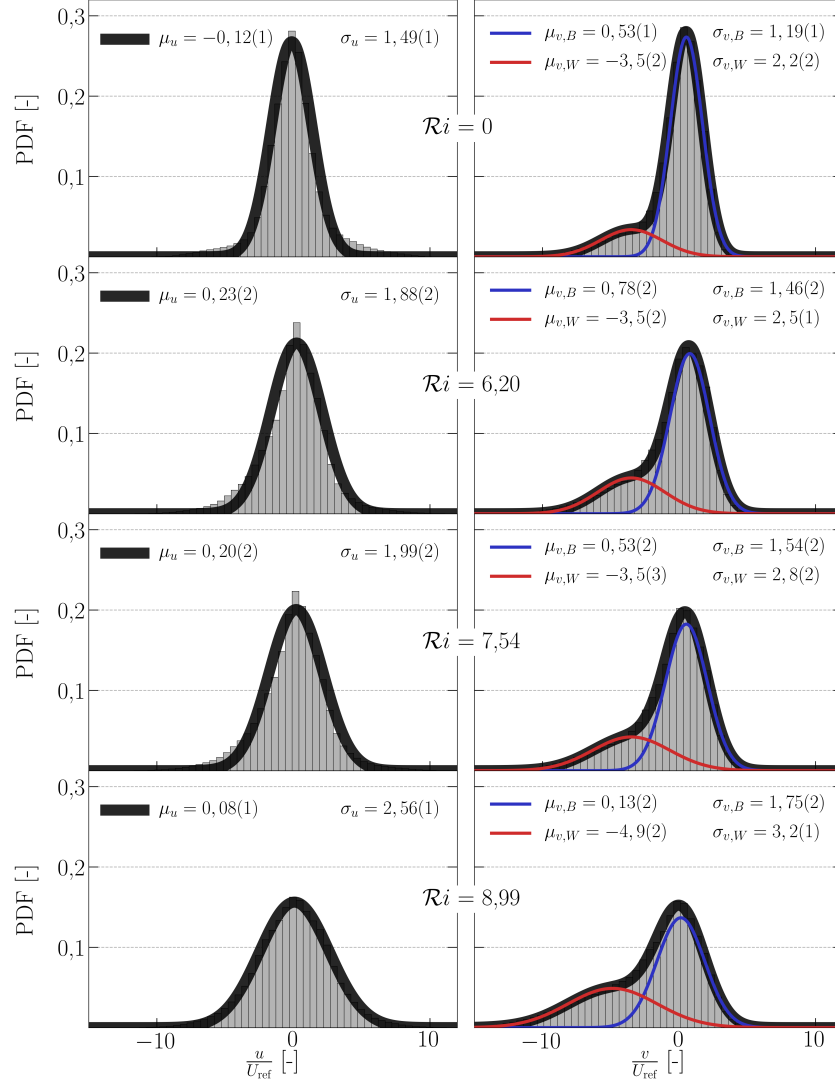 0,3
μ_u = −0,12(1) σ_u = 1,49(1)
μ_{v,B} = 0,53(1) σ_{v,B} = 1,19(1)
μ_{v,W} = −3,5(2) σ_{v,W} = 2,2(2)
0,2
PDF [-]
ℛi = 0
0,1
0,3
μ_u = 0,23(2) σ_u = 1,88(2)
μ_{v,B} = 0,78(2) σ_{v,B} = 1,46(2)
μ_{v,W} = −3,5(2) σ_{v,W} = 2,5(1)
0,2
PDF [-]
ℛi = 6,20
0,1
0,3
μ_u = 0,20(2) σ_u = 1,99(2)
μ_{v,B} = 0,53(2) σ_{v,B} = 1,54(2)
μ_{v,W} = −3,5(3) σ_{v,W} = 2,8(2)
0,2
PDF [-]
ℛi = 7,54
0,1
0,3
μ_u = 0,08(1) σ_u = 2,56(1)
μ_{v,B} = 0,13(2) σ_{v,B} = 1,75(2)
μ_{v,W} = −4,9(2) σ_{v,W} = 3,2(1)
0,2
PDF [-]
ℛi = 8,99
0,1
−10 0 10
−10 0 10
u/U_ref [-]
v/U_ref [-]